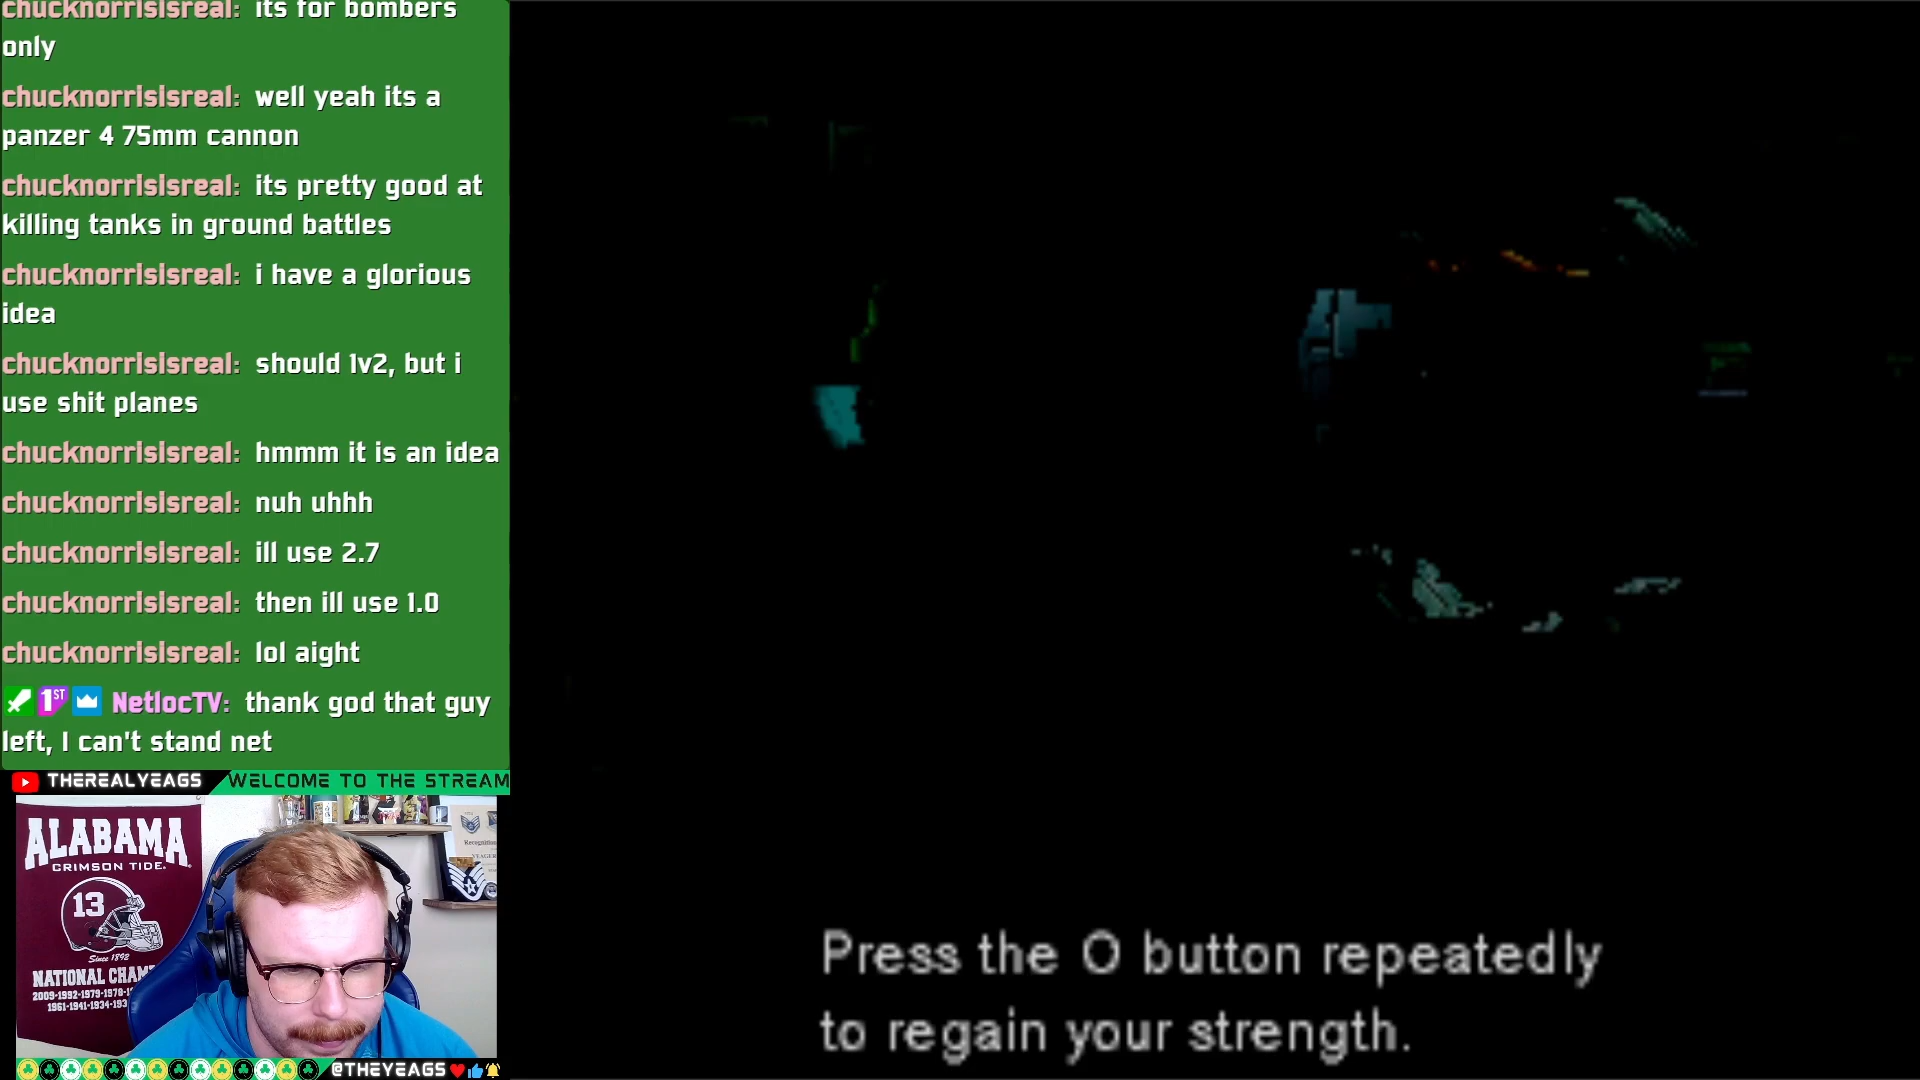 chucknorrisisreal: its for bombers
only
chucknorrisisreal: well yeah its a
panzer 4 75mm cannon
chucknorrisisreal: its pretty good at
killing tanks in ground battles
chucknorrisisreal: i have a glorious
idea
chucknorrisisreal: should 1v2, but i
use shit planes
chucknorrisisreal: hmmm it is an idea
chucknorrisisreal: nuh uhhh
chucknorrisisreal: ill use 2.7
chucknorrisisreal: then ill use 1.0
chucknorrisisreal: lol aight
1ST NetlocTV: thank god that guy
left, I can't stand net
THEREALYEAGS WELCOME TO THE STREAM
ALABAMA
CRIMSON TIDE
13
Since 1892
NATIONAL CHAM
Press the O button repeatedly
to regain your strength.
@THEYEAGS